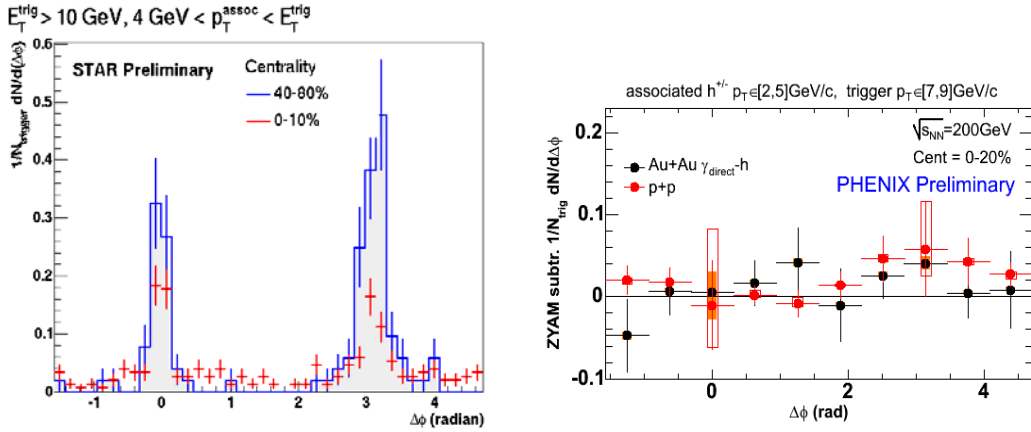 E_T^trig > 10 GeV, 4 GeV < p_T^assoc < E_T^trig
0.6
0.5
0.4
0.3
0.2
0.1
0
1/N_trigger dN/d(Δϕ)
STAR Preliminary
Centrality
40-80%
0-10%
-1 0 1 2 3 4
Δϕ (radian)
associated h^+/- p_T∈[2,5]GeV/c, trigger p_T∈[7,9]GeV/c
0.2
0.1
0
-0.1
ZYAM subtr. 1/N_trig dN/dΔϕ
√s_NN=200GeV
Cent = 0-20%
PHENIX Preliminary
Au+Au γ_direct-h
p+p
0 2 4
Δϕ (rad)